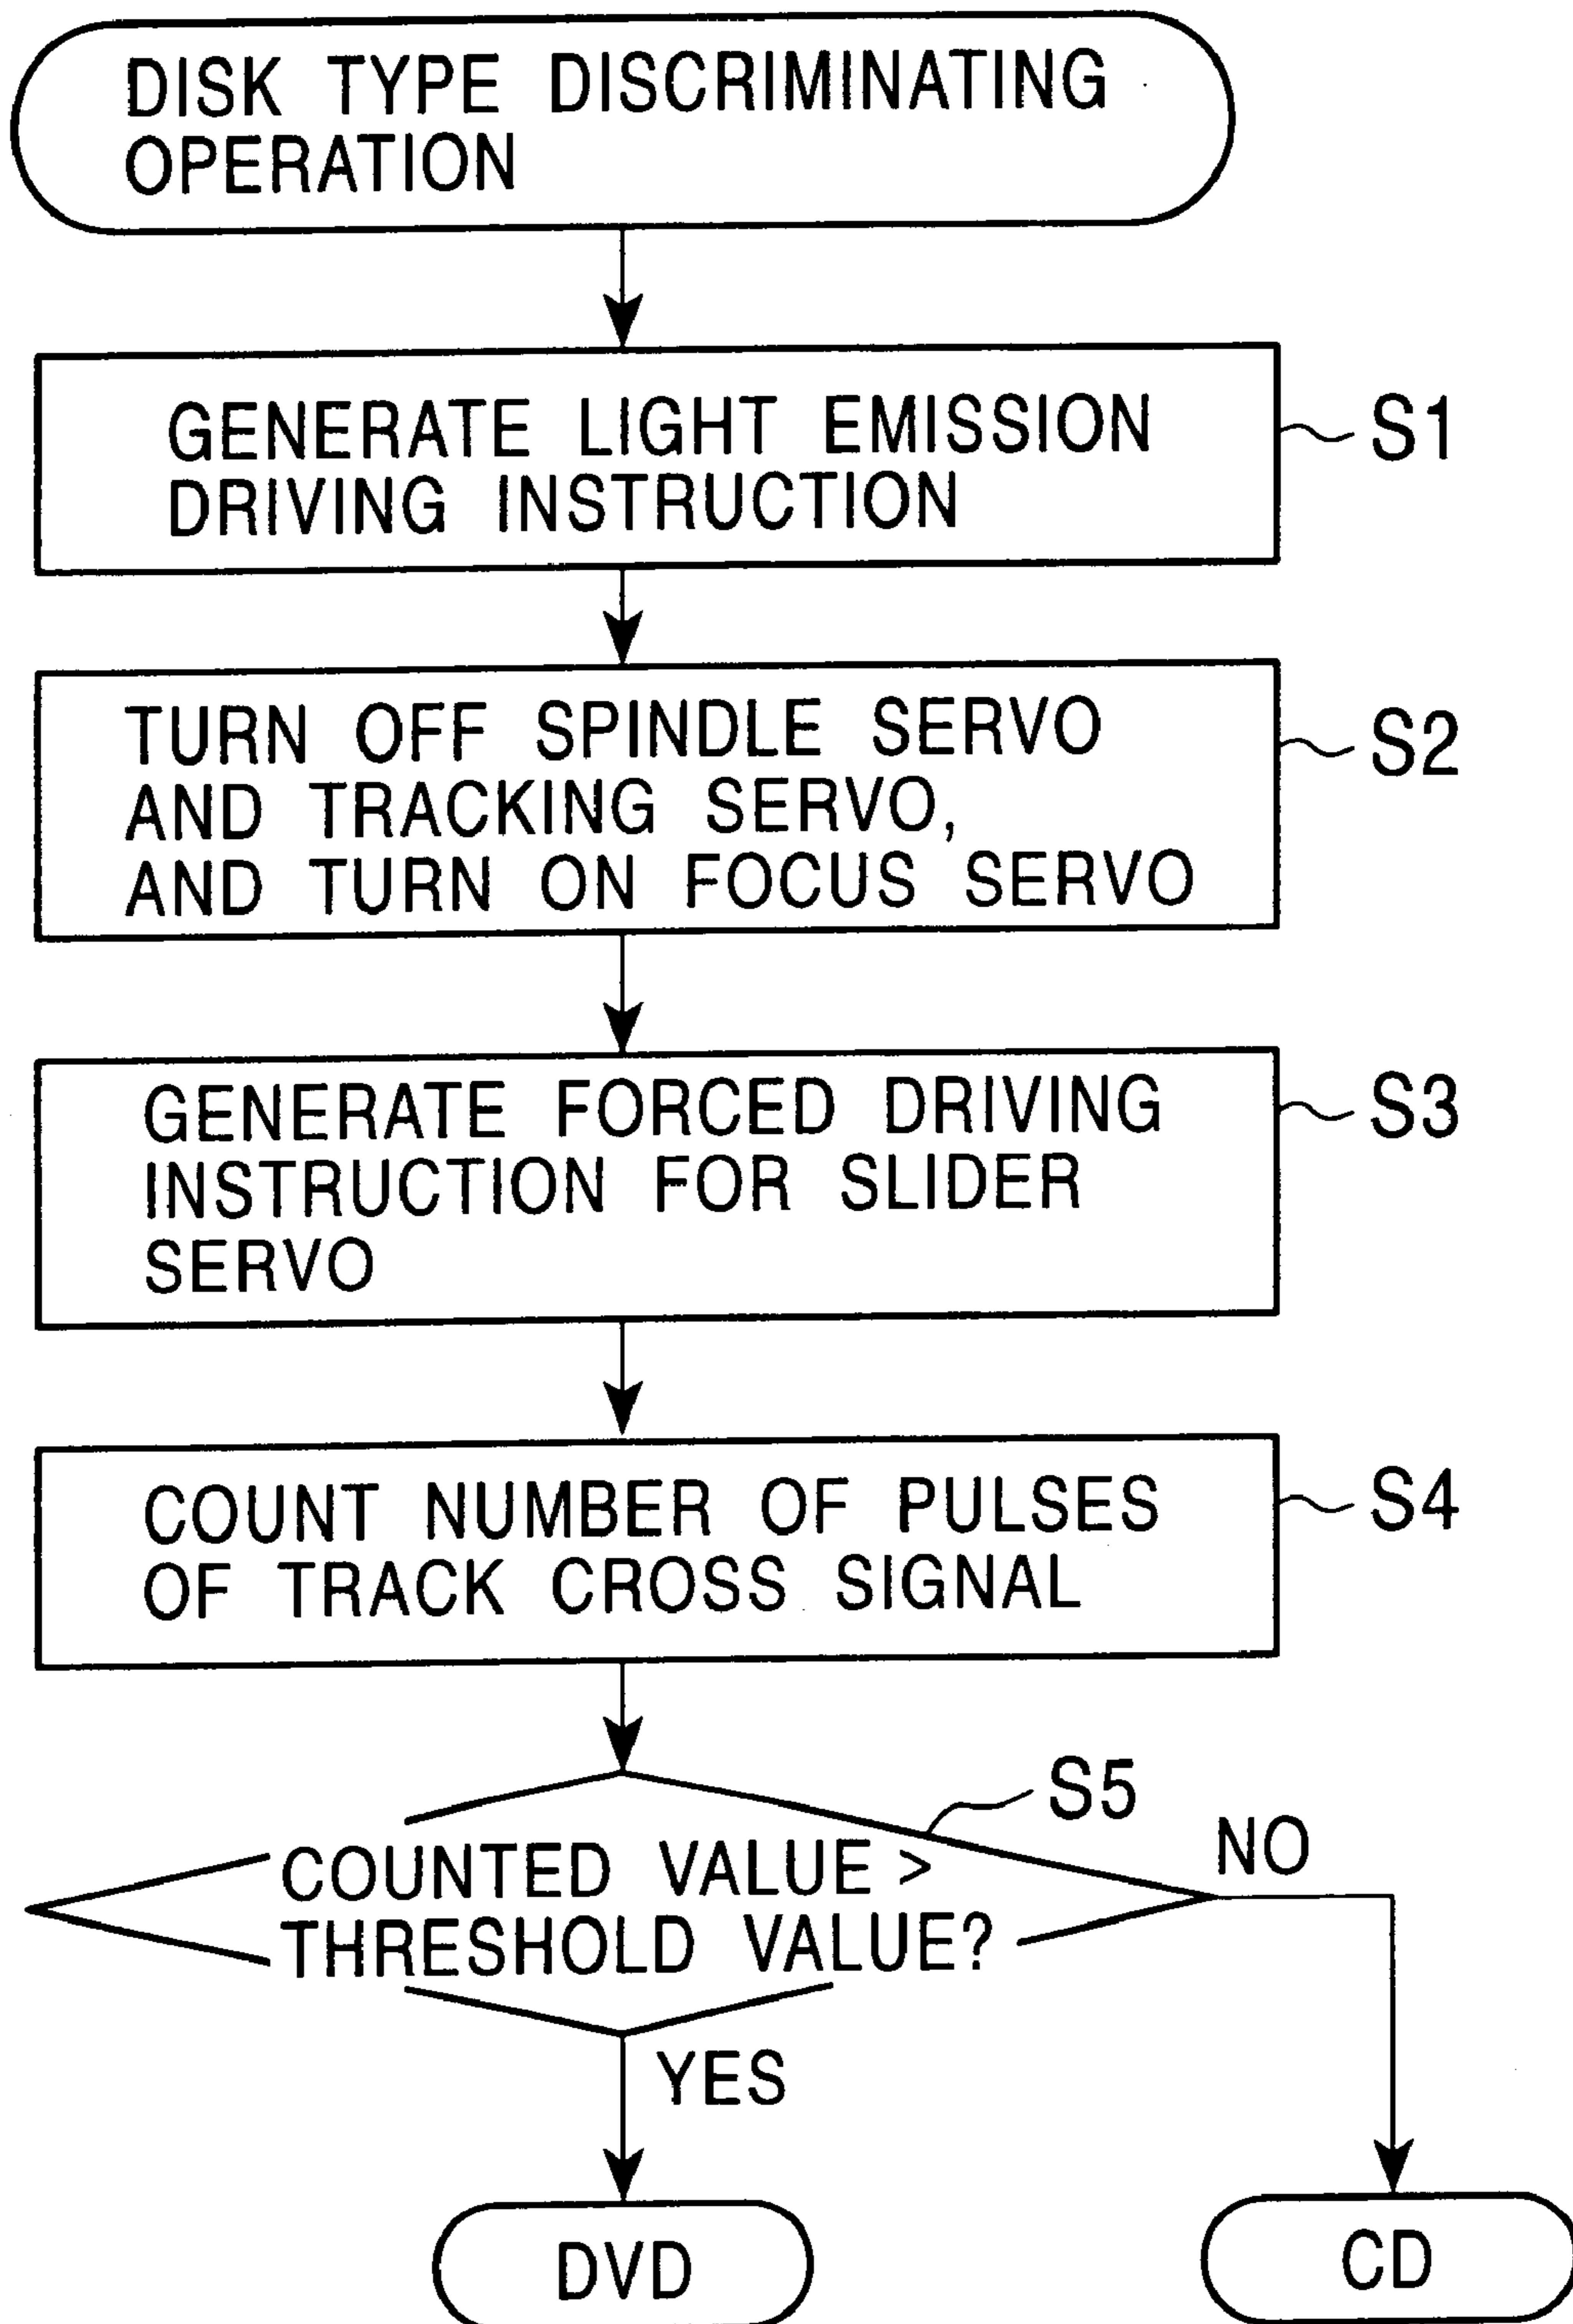 DISK TYPE DISCRIMINATING
OPERATION
GENERATE LIGHT EMISSION
DRIVING INSTRUCTION
S1
TURN OFF SPINDLE SERVO
AND TRACKING SERVO,
AND TURN ON FOCUS SERVO
S2
GENERATE FORCED DRIVING
INSTRUCTION FOR SLIDER
SERVO
S3
COUNT NUMBER OF PULSES
OF TRACK CROSS SIGNAL
S4
S5
COUNTED VALUE >
THRESHOLD VALUE?
NO
YES
DVD
CD